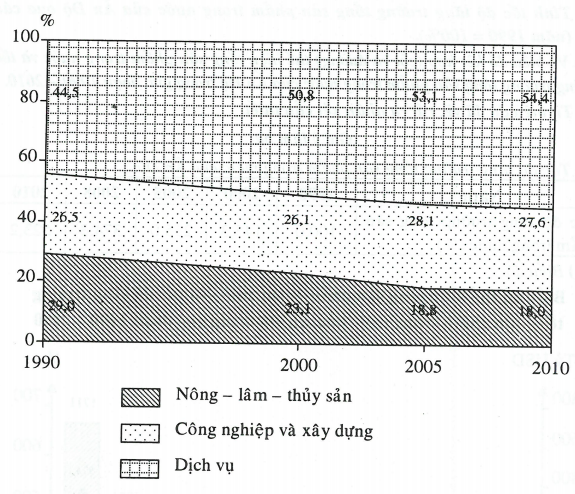 %
100
80
60
40
20
0
44,5 50,8 53,1 54,4
26,5 26,1 28,1 27,6
29,0 23,1 18,8 18,0
1990 2000 2005 2010
Nông – lâm – thủy sản
Công nghiệp và xây dựng
Dịch vụ